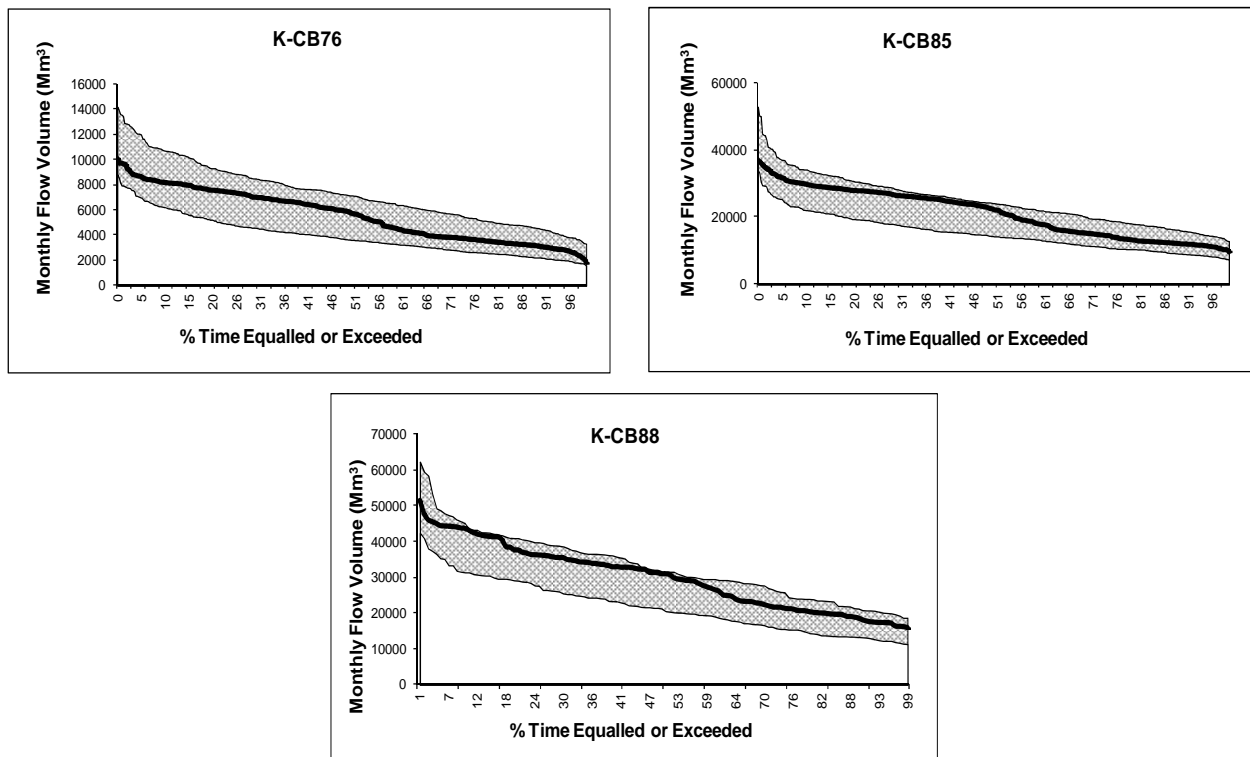 K-CB76
Monthly Flow Volume (Mm³)
16000
14000
12000
10000
8000
6000
4000
2000
0
0 5 10 15 20 26 31 36 41 46 51 56 61 66 71 76 81 86 91 96
% Time Equalled or Exceeded
K-CB85
Monthly Flow Volume (Mm³)
60000
40000
20000
0
0 5 10 15 20 26 31 36 41 46 51 56 61 66 71 76 81 86 91 96
% Time Equalled or Exceeded
K-CB88
Monthly Flow Volume (Mm³)
70000
60000
50000
40000
30000
20000
10000
0
1 7 12 18 24 30 36 41 47 53 59 64 70 76 82 88 93 99
% Time Equalled or Exceeded